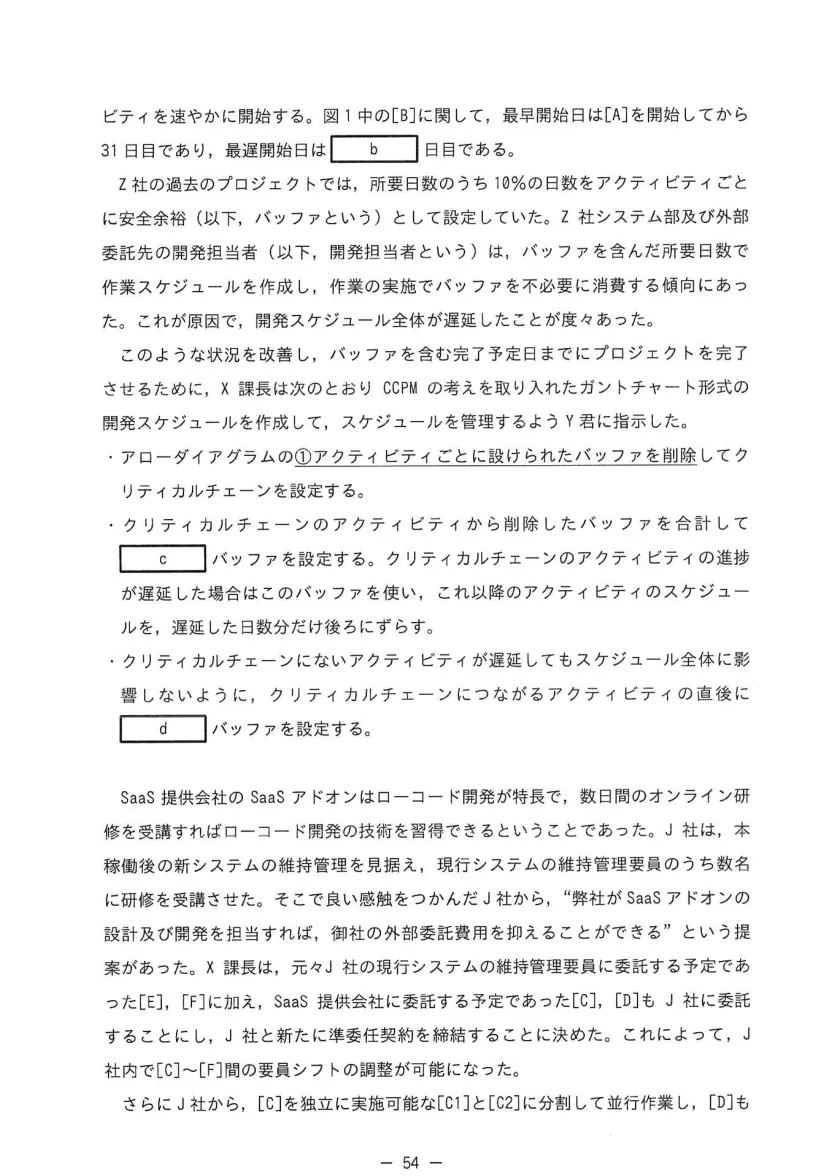 ビティを速やかに開始する。図1中の[B]に関して，最早開始日は[A]を開始してから
31日目であり，最遅開始日は b 日目である。
Z社の過去のプロジェクトでは，所要日数のうち10％の日数をアクティビティごと
に安全余裕（以下，バッファという）として設定していた。Z社システム部及び外部
委託先の開発担当者（以下，開発担当者という）は，バッファを含んだ所要日数で
作業スケジュールを作成し，作業の実施でバッファを不必要に消費する傾向にあっ
た。これが原因で，開発スケジュール全体が遅延したことが度々あった。
このような状況を改善し，バッファを含む完了予定日までにプロジェクトを完了
させるために，X課長は次のとおりCCPMの考えを取り入れたガントチャート形式の
開発スケジュールを作成して，スケジュールを管理するようY君に指示した。
・アローダイアグラムの①アクティビティごとに設けられたバッファを削除してク
リティカルチェーンを設定する。
・クリティカルチェーンのアクティビティから削除したバッファを合計して
c バッファを設定する。クリティカルチェーンのアクティビティの進捗
が遅延した場合はこのバッファを使い，これ以降のアクティビティのスケジュー
ルを，遅延した日数分だけ後ろにずらす。
・クリティカルチェーンにないアクティビティが遅延してもスケジュール全体に影
響しないように，クリティカルチェーンにつながるアクティビティの直後に
d バッファを設定する。
SaaS提供会社のSaaSアドオンはローコード開発が特長で，数日間のオンライン研
修を受講すればローコード開発の技術を習得できるということであった。J社は，本
稼働後の新システムの維持管理を見据え，現行システムの維持管理要員のうち数名
に研修を受講させた。そこで良い感触をつかんだJ社から，“弊社がSaaSアドオンの
設計及び開発を担当すれば，御社の外部委託費用を抑えることができる”という提
案があった。X課長は，元々J社の現行システムの維持管理要員に委託する予定であ
った[E]，[F]に加え，SaaS提供会社に委託する予定であった[C]，[D]もJ社に委託
することにし，J社と新たに準委任契約を締結することに決めた。これによって，J
社内で[C]～[F]間の要員シフトの調整が可能になった。
さらにJ社から，[C]を独立に実施可能な[C1]と[C2]に分割して並行作業し，[D]も
－ 54 －